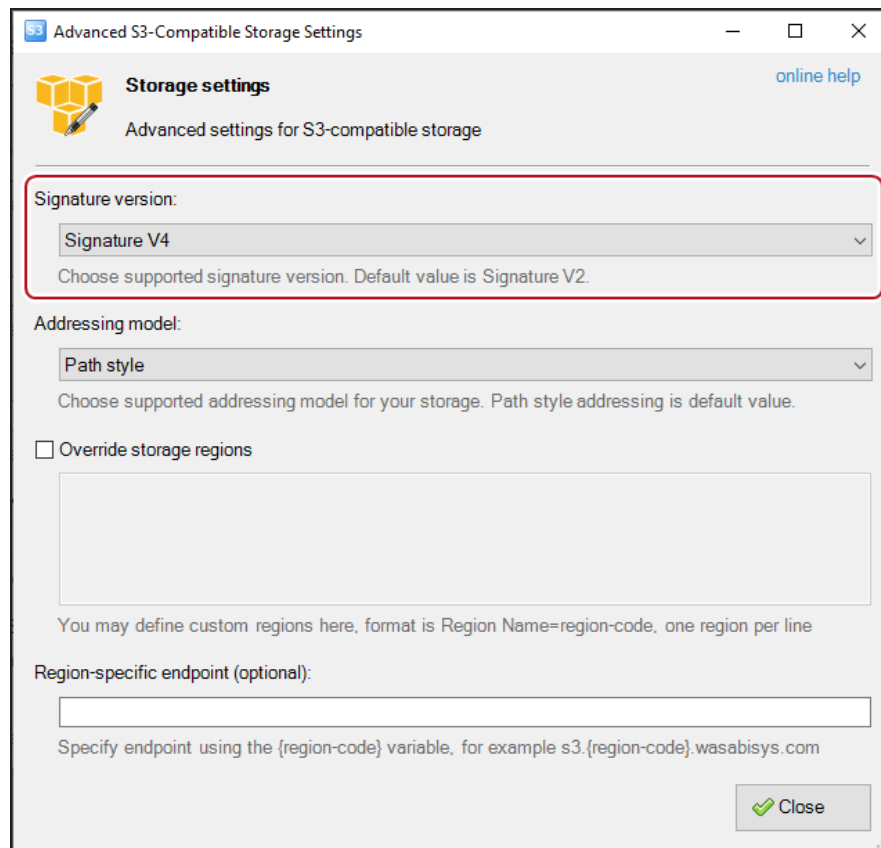 S3 Advanced S3-Compatible Storage Settings
online help
Storage settings
Advanced settings for S3-compatible storage
Signature version:
Signature V4
Choose supported signature version. Default value is Signature V2.
Addressing model:
Path style
Choose supported addressing model for your storage. Path style addressing is default value.
Override storage regions
You may define custom regions here, format is Region Name=region-code, one region per line
Region-specific endpoint (optional):
Specify endpoint using the {region-code} variable, for example s3.{region-code}.wasabisys.com
Close